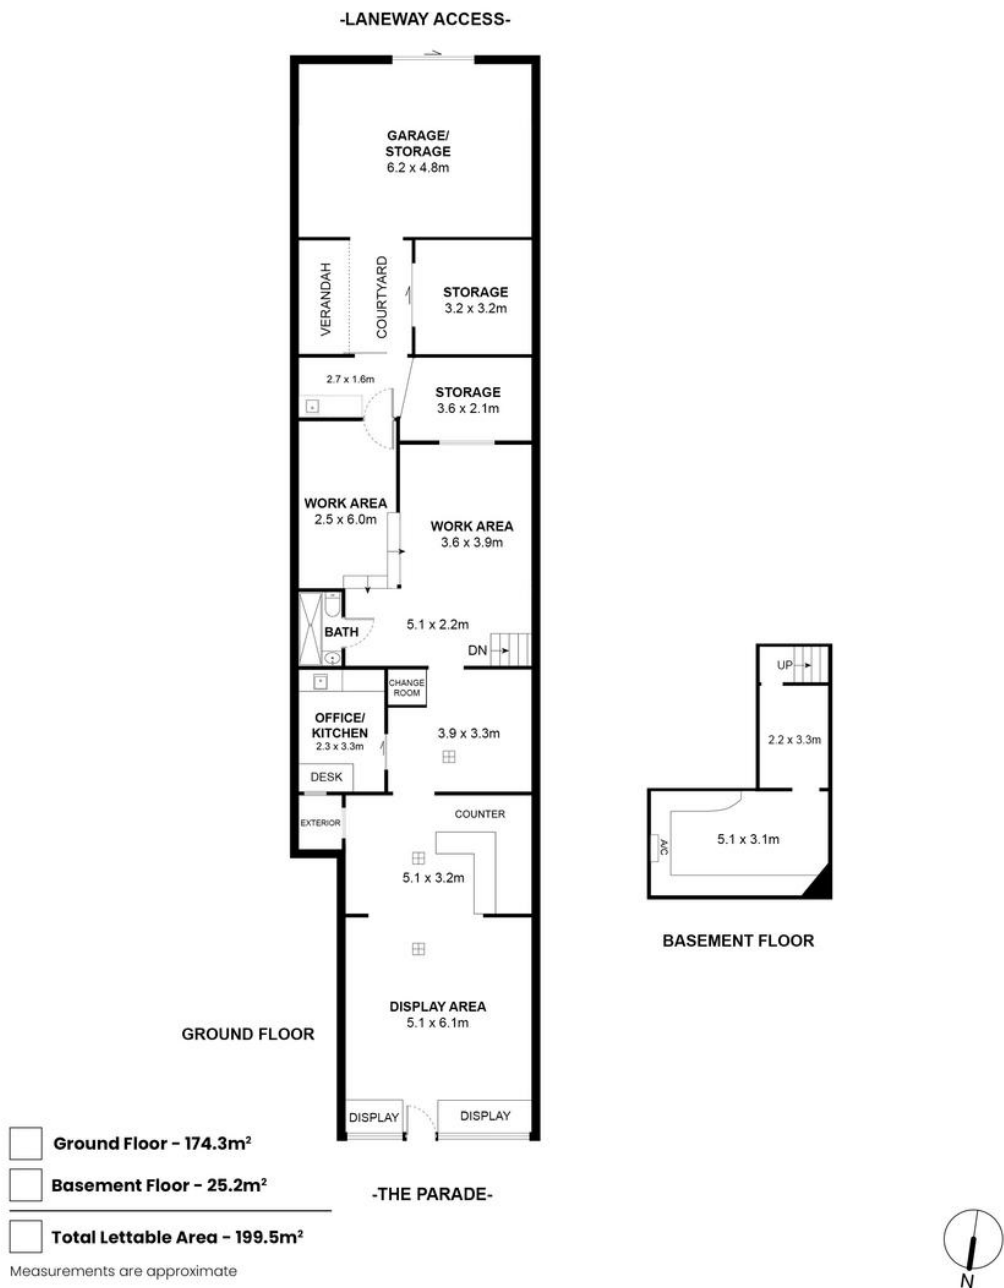 -LANEWAY ACCESS-
GARAGE/
STORAGE
6.2 x 4.8m
VERANDAH
COURTYARD
STORAGE
3.2 x 3.2m
2.7 x 1.6m
STORAGE
3.6 x 2.1m
WORK AREA
2.5 x 6.0m
WORK AREA
3.6 x 3.9m
BATH
5.1 x 2.2m
DN
CHANGE
ROOM
OFFICE/
KITCHEN
2.3 x 3.3m
3.9 x 3.3m
DESK
EXTERIOR
COUNTER
5.1 x 3.2m
DISPLAY AREA
5.1 x 6.1m
DISPLAY
DISPLAY
GROUND FLOOR
-THE PARADE-
UP
2.2 x 3.3m
A/C
5.1 x 3.1m
BASEMENT FLOOR
Ground Floor - 174.3m²
Basement Floor - 25.2m²
Total Lettable Area - 199.5m²
Measurements are approximate
N